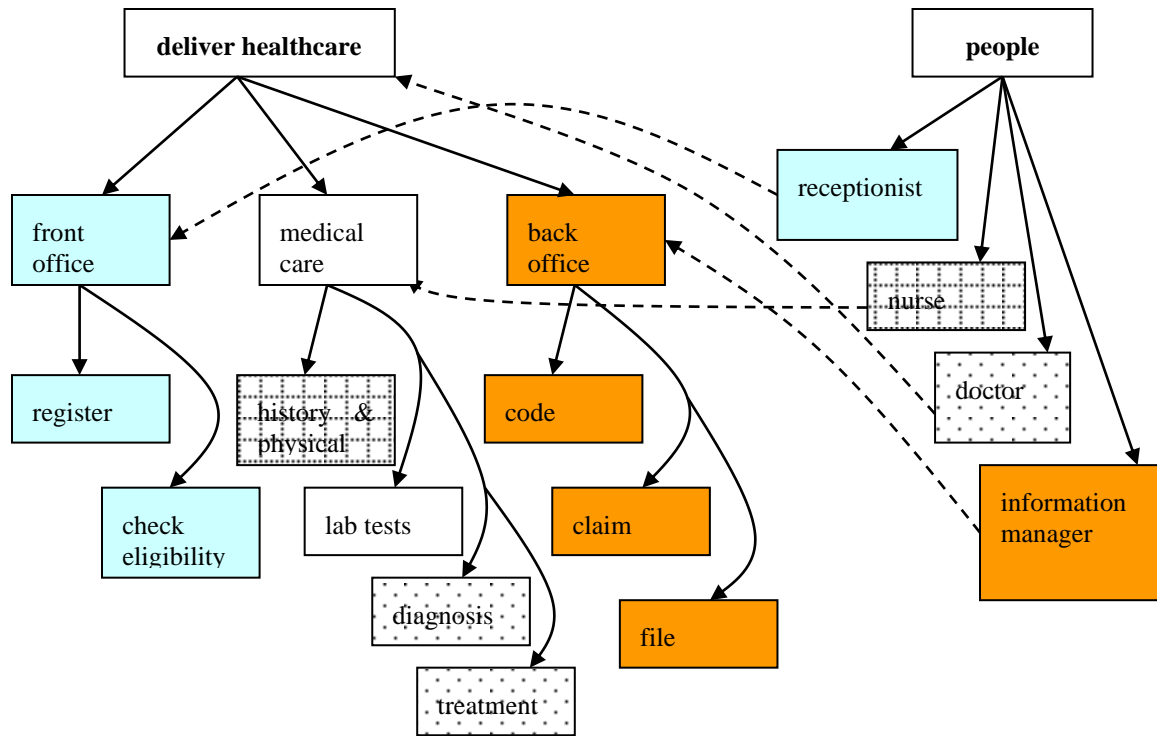 deliver healthcare
people
receptionist
front
office
medical
care
back
office
nurse
doctor
register
history &
physical
code
information
manager
check
eligibility
lab tests
claim
diagnosis
file
treatment